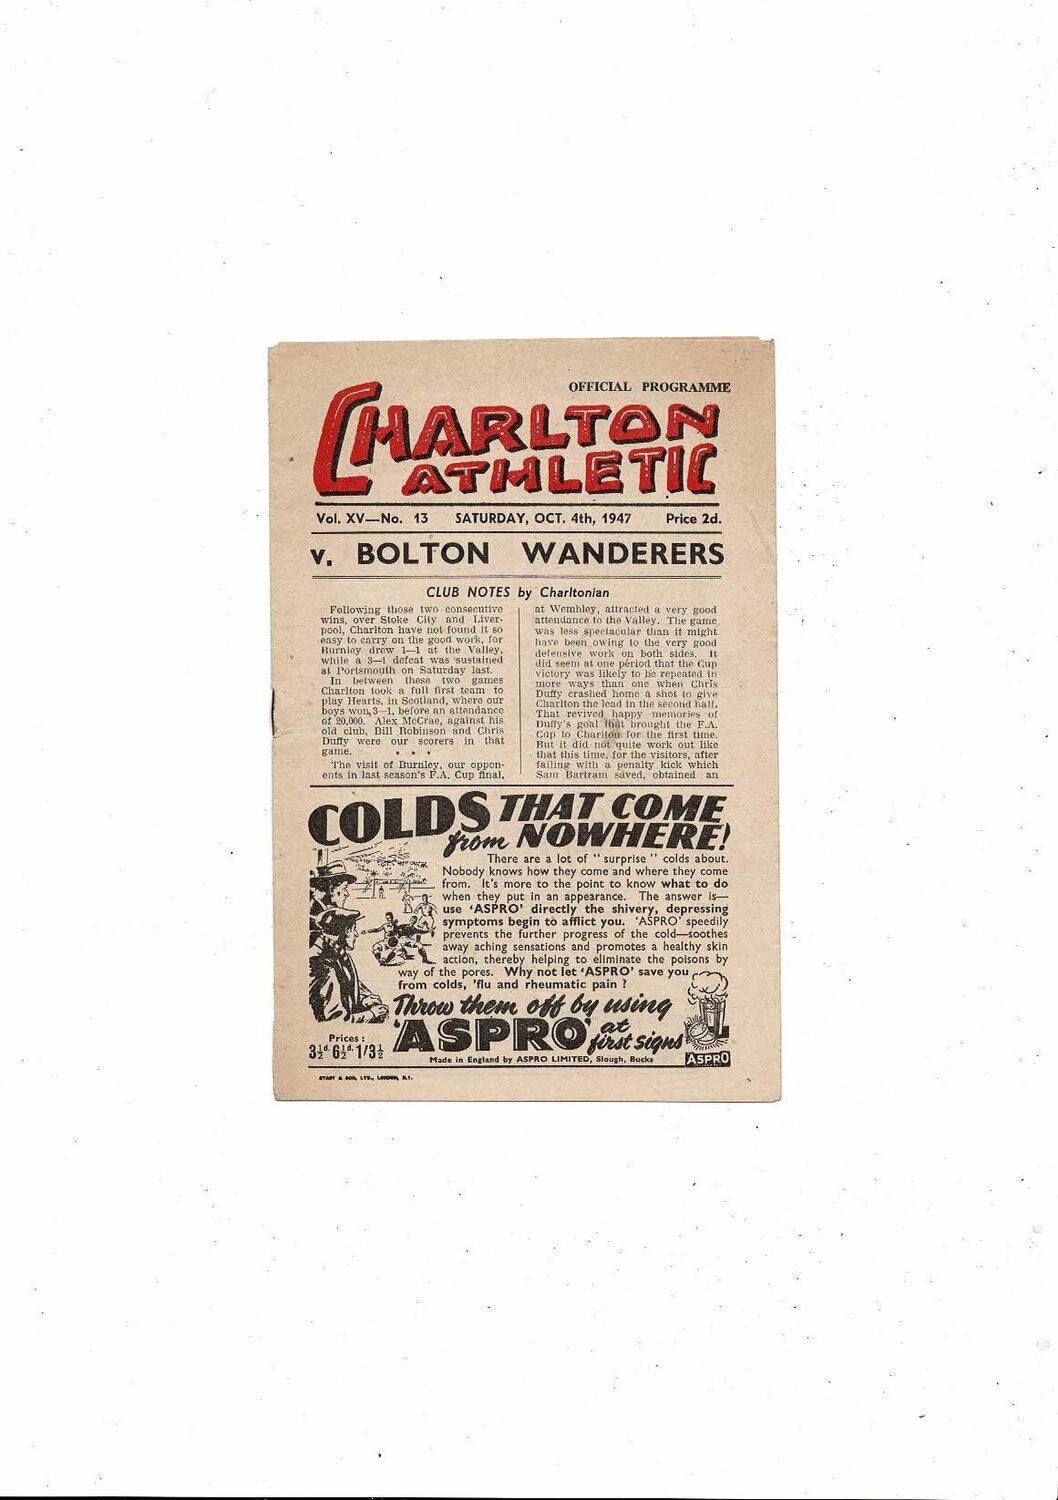 OFFICIAL PROGRAMME
CHARLTON
ATHLETIC
Vol. XV—No. 13 SATURDAY, OCT. 4th, 1947 Price 2d.
v. BOLTON WANDERERS
CLUB NOTES by Charltonian
Following those two consecutive
wins, over Stoke City and Liver-
pool, Charlton have not found it so
easy to carry on the good work, for
Burnley drew 1—1 at the Valley,
while a 3—1 defeat was sustained
at Portsmouth on Saturday last.
In between these two games
Charlton took a full first team to
play Hearts, in Scotland, where our
boys won 3—1, before an attendance
of 20,000. Alex McCrae, against his
old club, Bill Robinson and Chris
Duffy were our scorers in that
game.
* * *
The visit of Burnley, our oppon-
ents in last season's F.A. Cup final,
at Wembley, attracted a very good
attendance to the Valley. The game
was less spectacular than it might
have been owing to the very good
defensive work on both sides. It
did seem at one period that the Cup
victory was likely to be repeated in
more ways than one when Chris
Duffy crashed home a shot to give
Charlton the lead in the second half.
That revived happy memories of
Duffy's goal that brought the F.A.
Cup to Charlton for the first time.
But it did not quite work out like
that this time, for the visitors, after
failing with a penalty kick which
Sam Bartram saved, obtained an
COLDS THAT COME
from NOWHERE!
There are a lot of "surprise" colds about.
Nobody knows how they come and where they come
from. It's more to the point to know what to do
when they put in an appearance. The answer is—
use 'ASPRO' directly the shivery, depressing
symptoms begin to afflict you. 'ASPRO' speedily
prevents the further progress of the cold—soothes
away aching sensations and promotes a healthy skin
action, thereby helping to eliminate the poisons by
way of the pores. Why not let 'ASPRO' save you
from colds, 'flu and rheumatic pain ?
Throw them off by using
'ASPRO' at
first signs
Prices :
3½d. 6½d. 1/3½
Made in England by ASPRO LIMITED, Slough, Bucks
ASPRO
STACY & SON, LTD., LONDON, N.1.